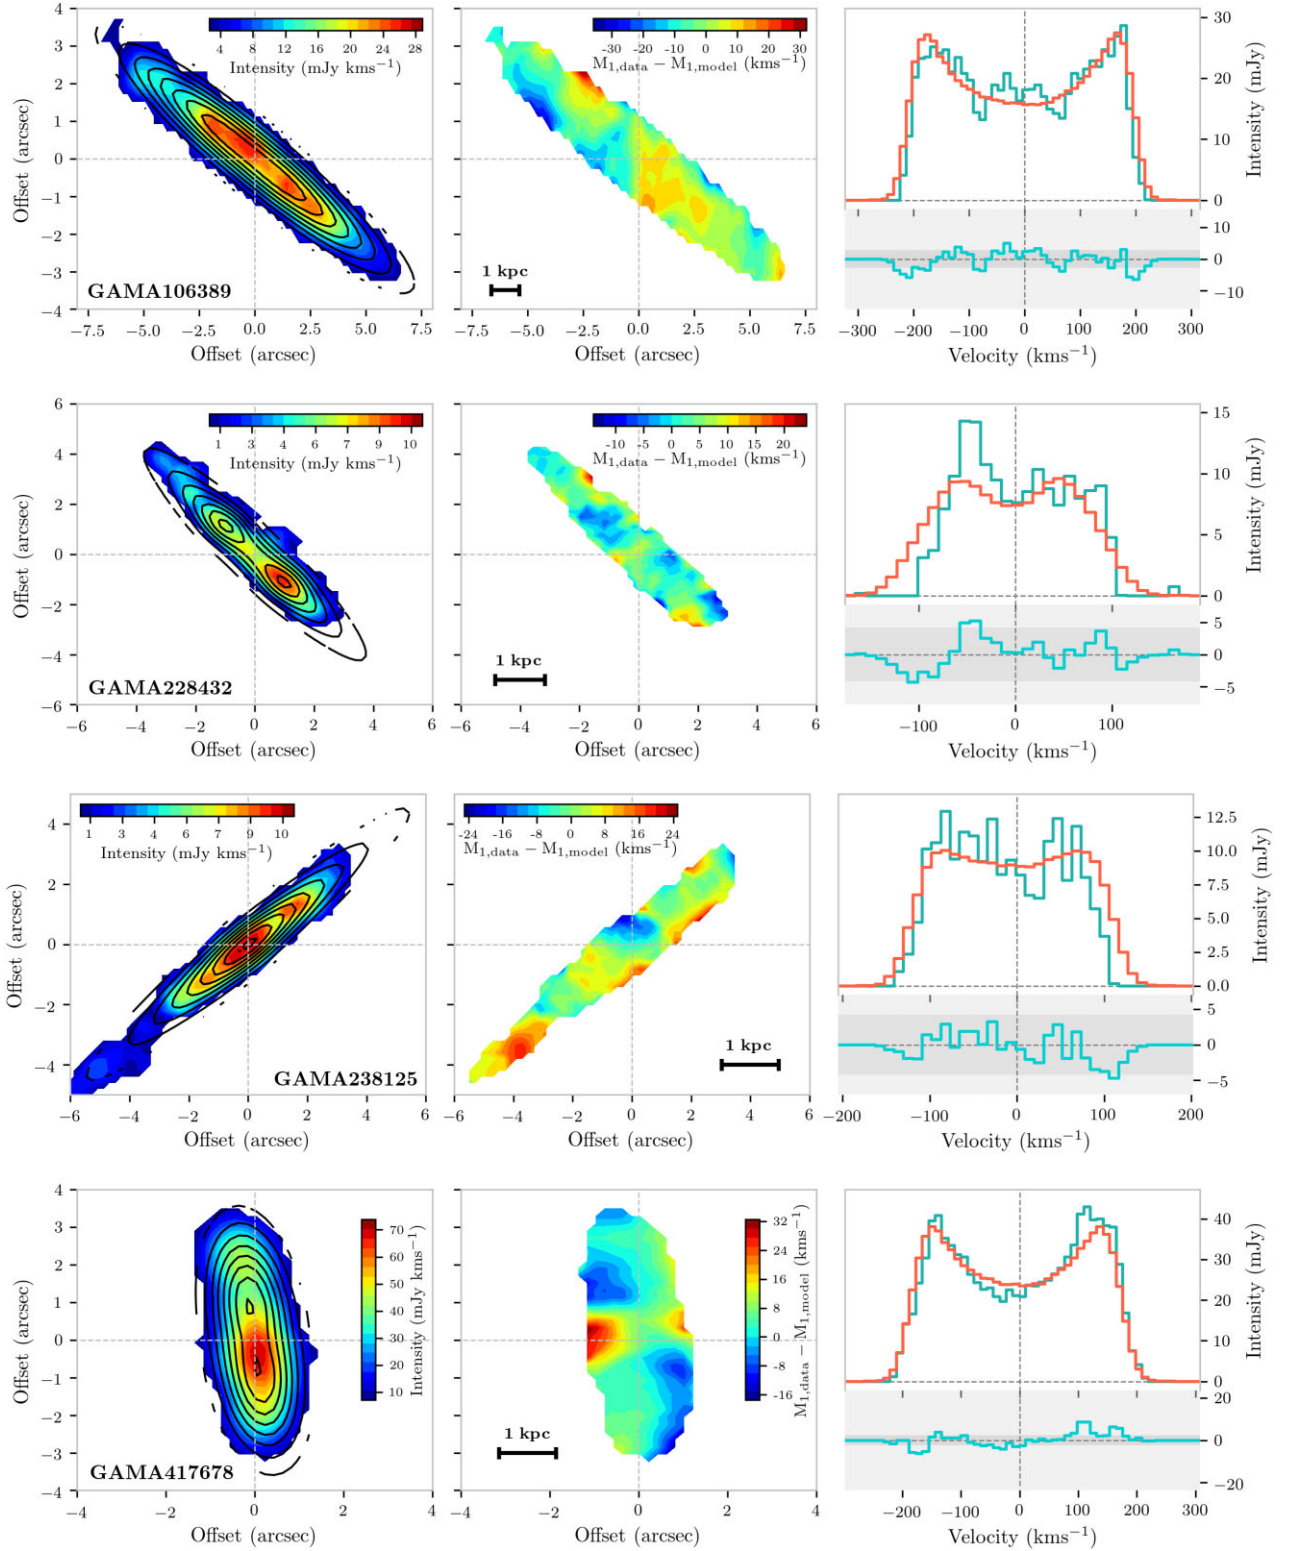 4 8 12 16 20 24 28
Intensity (mJy kms⁻¹)
4
3
2
1
0
−1
−2
−3
−4
Offset (arcsec)
GAMA106389
−7.5 −5.0 −2.5 0.0 2.5 5.0 7.5
Offset (arcsec)
-30 -20 -10 0 10 20 30
M₁,data − M₁,model (kms⁻¹)
1 kpc
−7.5 −5.0 −2.5 0.0 2.5 5.0 7.5
Offset (arcsec)
30
20
10
0
Intensity (mJy)
10
0
−10
−300 −200 −100 0 100 200 300
Velocity (kms⁻¹)
1 3 4 6 7 9 10
Intensity (mJy kms⁻¹)
6
4
2
0
−2
−4
−6
Offset (arcsec)
GAMA228432
−6 −4 −2 0 2 4 6
Offset (arcsec)
-10 -5 0 5 10 15 20
M₁,data − M₁,model (kms⁻¹)
1 kpc
−6 −4 −2 0 2 4 6
Offset (arcsec)
15
10
5
0
Intensity (mJy)
5
0
−5
−100 0 100
Velocity (kms⁻¹)
1 3 4 6 7 9 10
Intensity (mJy kms⁻¹)
4
2
0
−2
−4
Offset (arcsec)
GAMA238125
−6 −4 −2 0 2 4 6
Offset (arcsec)
-24 -16 -8 0 8 16 24
M₁,data − M₁,model (kms⁻¹)
1 kpc
−6 −4 −2 0 2 4 6
Offset (arcsec)
12.5
10.0
7.5
5.0
2.5
0.0
Intensity (mJy)
5
0
−5
−200 −100 0 100 200
Velocity (kms⁻¹)
4
3
2
1
0
−1
−2
−3
−4
Offset (arcsec)
70
60
50
40
30
20
10
Intensity (mJy kms⁻¹)
GAMA417678
−4 −2 0 2 4
Offset (arcsec)
32
24
16
8
0
-8
-16
M₁,data − M₁,model (kms⁻¹)
1 kpc
−4 −2 0 2 4
Offset (arcsec)
40
30
20
10
0
Intensity (mJy)
20
0
−20
−200 −100 0 100 200 300
Velocity (kms⁻¹)